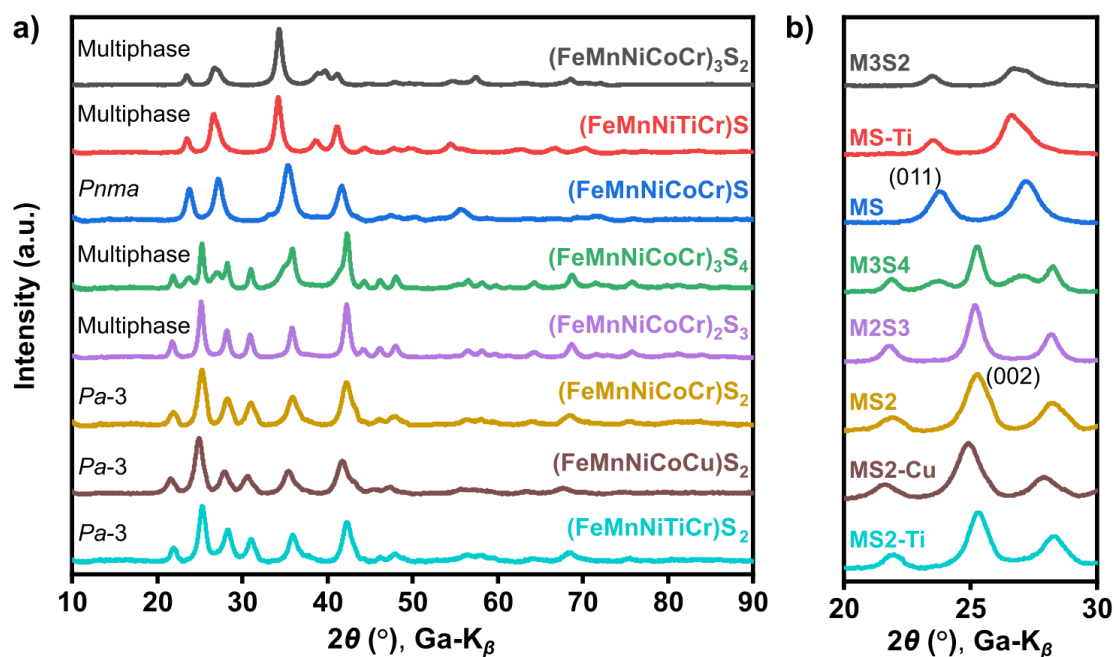 a)
Multiphase
(FeMnNiCoCr)₃S₂
Multiphase
(FeMnNiTiCr)S
Pnma
(FeMnNiCoCr)S
Multiphase
(FeMnNiCoCr)₃S₄
Multiphase
(FeMnNiCoCr)₂S₃
Pa-3
(FeMnNiCoCr)S₂
Pa-3
(FeMnNiCoCu)S₂
Pa-3
(FeMnNiTiCr)S₂
Intensity (a.u.)
10 20 30 40 50 60 70 80 90
2θ (°), Ga-Kᵦ
b)
M3S2
MS-Ti
(011)
MS
M3S4
M2S3
(002)
MS2
MS2-Cu
MS2-Ti
20 25 30
2θ (°), Ga-Kᵦ